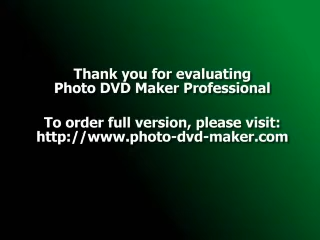 Thank you for evaluating
Photo DVD Maker Professional
To order full version, please visit:
http://www.photo-dvd-maker.com